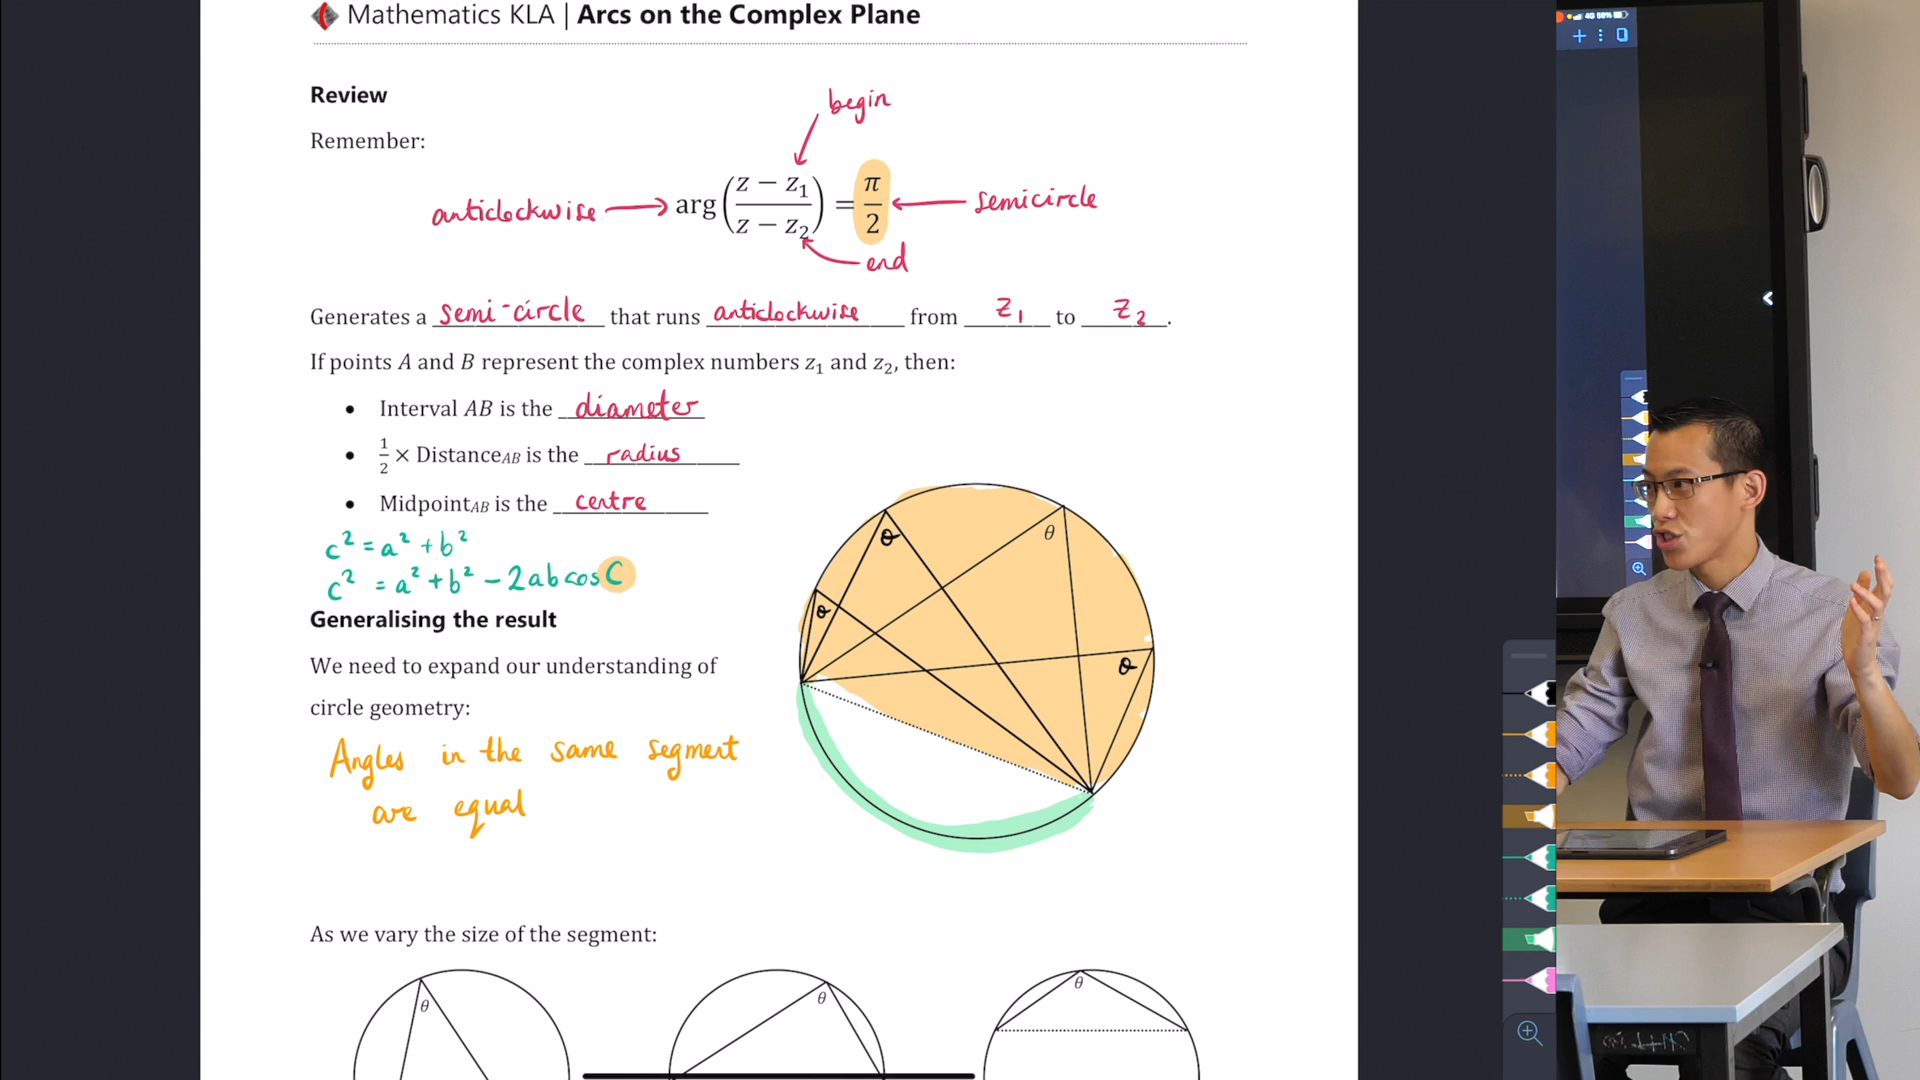 Mathematics KLA | Arcs on the Complex Plane
4G 59%
Review
begin
Remember:
anticlockwise → arg((z − z₁)/(z − z₂)) = π/2 ← semicircle
end
Generates a semi-circle that runs anticlockwise from z₁ to z₂.
If points A and B represent the complex numbers z₁ and z₂, then:
• Interval AB is the diameter
• 1/2 × Distance_AB is the radius
• Midpoint_AB is the centre
c² = a² + b²
c² = a² + b² − 2ab cos C
Generalising the result
We need to expand our understanding of
circle geometry:
Angles in the same segment
are equal
θ
θ
θ
θ
As we vary the size of the segment:
θ
θ
θ